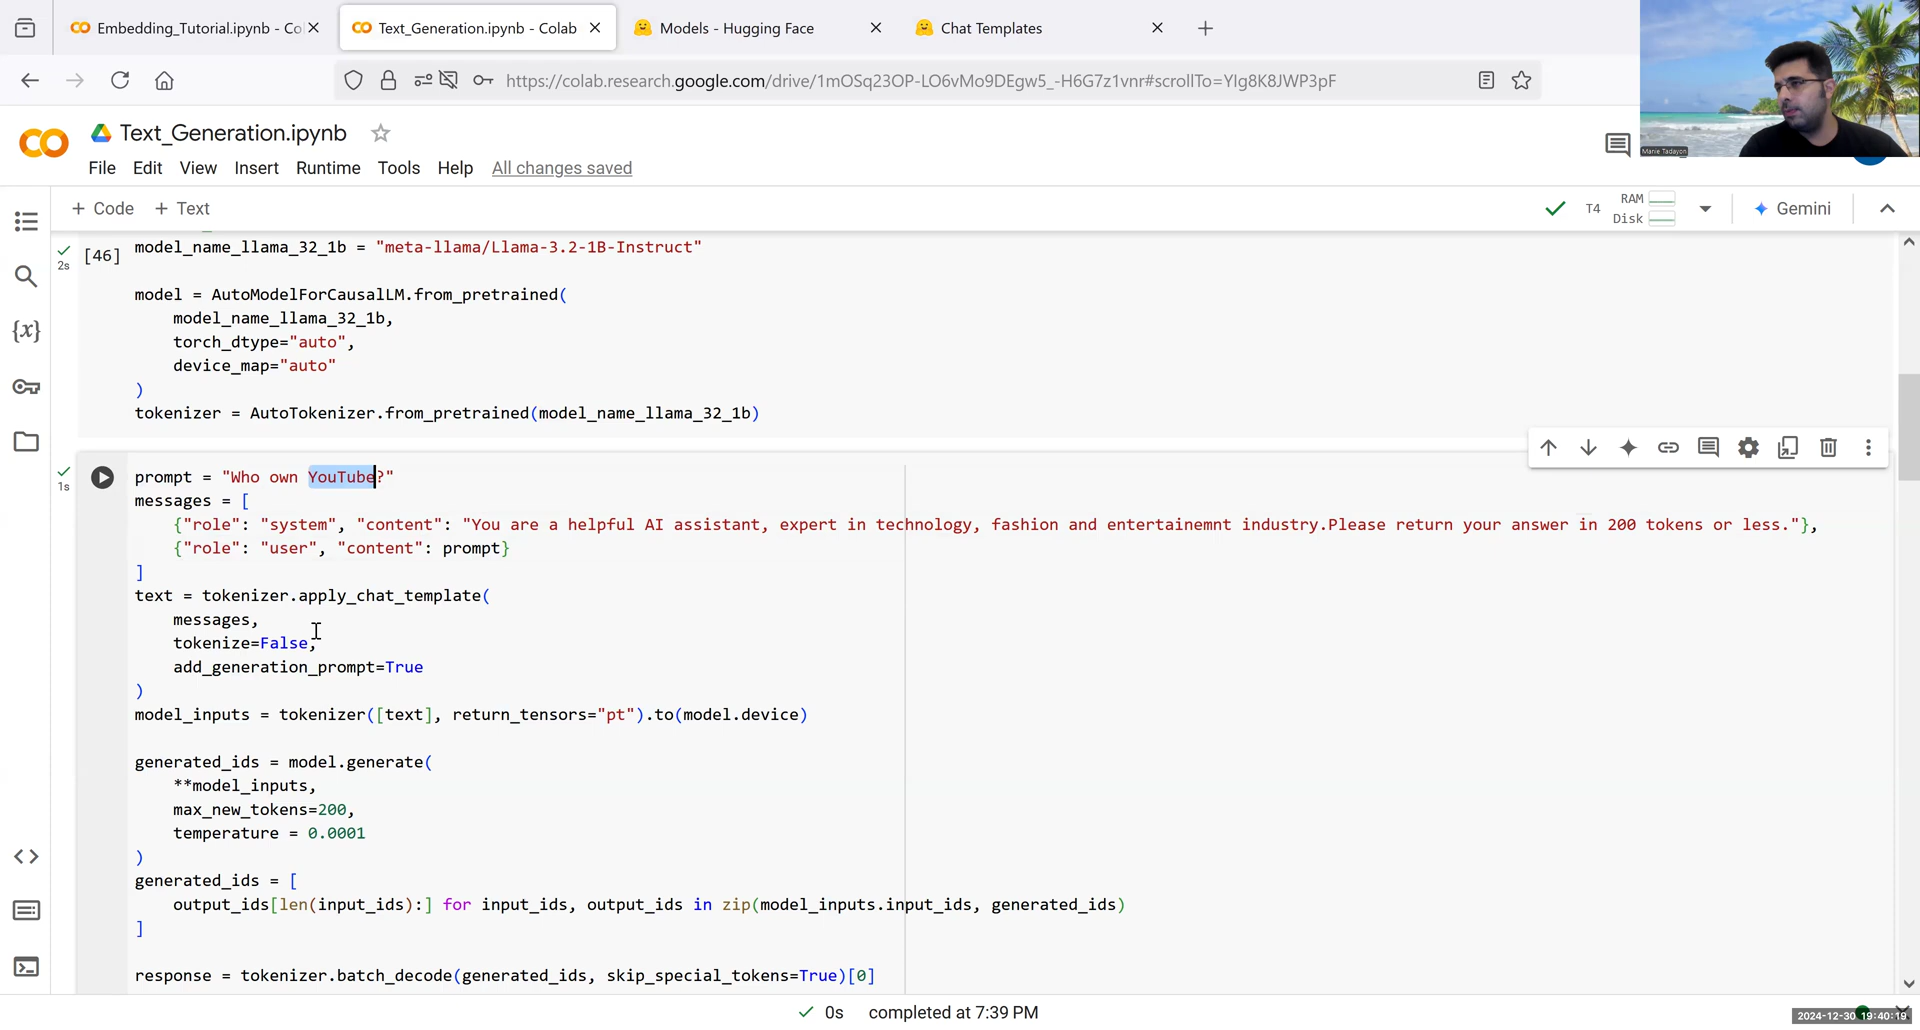 Embedding_Tutorial.ipynb - Co
Text_Generation.ipynb - Colab
Models - Hugging Face
Chat Templates
https://colab.research.google.com/drive/1mOSq23OP-LO6vMo9DEgw5_-H6G7z1vnr#scrollTo=YIg8K8JWP3pF
Manie Tadayon
Text_Generation.ipynb
File Edit View Insert Runtime Tools Help All changes saved
+ Code + Text
T4 RAM Disk Gemini
[46] model_name_llama_32_1b = "meta-llama/Llama-3.2-1B-Instruct"
2s
model = AutoModelForCausalLM.from_pretrained(
model_name_llama_32_1b,
torch_dtype="auto",
device_map="auto"
)
tokenizer = AutoTokenizer.from_pretrained(model_name_llama_32_1b)
1s
prompt = "Who own YouTube?"
messages = [
{"role": "system", "content": "You are a helpful AI assistant, expert in technology, fashion and entertainemnt industry.Please return your answer in 200 tokens or less."},
{"role": "user", "content": prompt}
]
text = tokenizer.apply_chat_template(
messages,
tokenize=False,
add_generation_prompt=True
)
model_inputs = tokenizer([text], return_tensors="pt").to(model.device)
generated_ids = model.generate(
**model_inputs,
max_new_tokens=200,
temperature = 0.0001
)
generated_ids = [
output_ids[len(input_ids):] for input_ids, output_ids in zip(model_inputs.input_ids, generated_ids)
]
response = tokenizer.batch_decode(generated_ids, skip_special_tokens=True)[0]
0s completed at 7:39 PM
2024-12-30 19:40:19